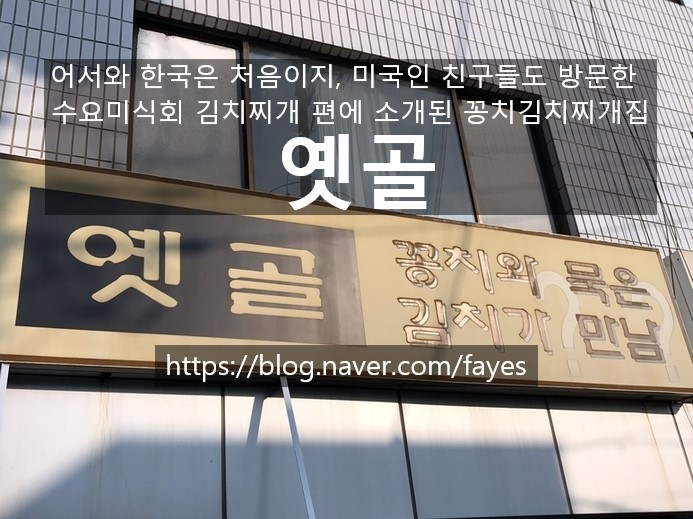 어서와 한국은 처음이지, 미국인 친구들도 방문한
수요미식회 김치찌개 편에 소개된 꽁치김치찌개집
옛골
옛골
꽁치와 묵은
김치가 만남??
https://blog.naver.com/fayes